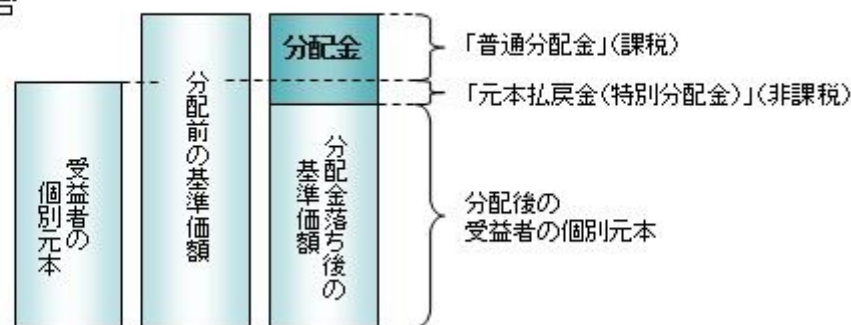 受益者の
個別元本
分配前の基準価額
分配金
分配金落ち後の
基準価額
「普通分配金」(課税)
「元本払戻金(特別分配金)」(非課税)
分配後の
受益者の個別元本